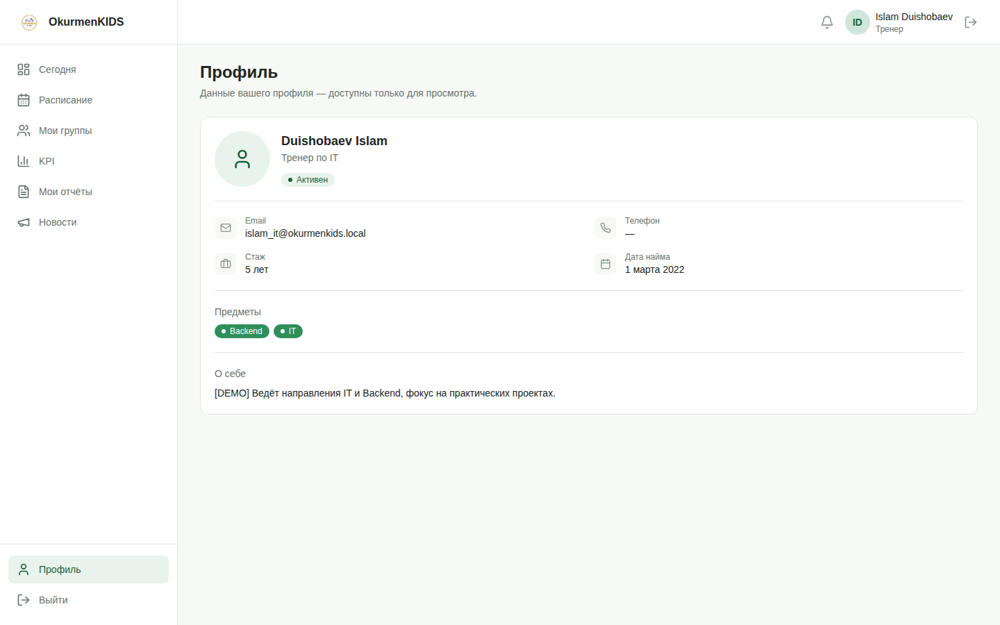 OkurmenKIDS
ID
Islam Duishobaev
Тренер
Сегодня
Расписание
Мои группы
KPI
Мои отчёты
Новости
Профиль
Выйти
Профиль
Данные вашего профиля — доступны только для просмотра.
Duishobaev Islam
Тренер по IT
Активен
Email
islam_it@okurmenkids.local
Телефон
—
Стаж
5 лет
Дата найма
1 марта 2022
Предметы
Backend
IT
О себе
[DEMO] Ведёт направления IT и Backend, фокус на практических проектах.